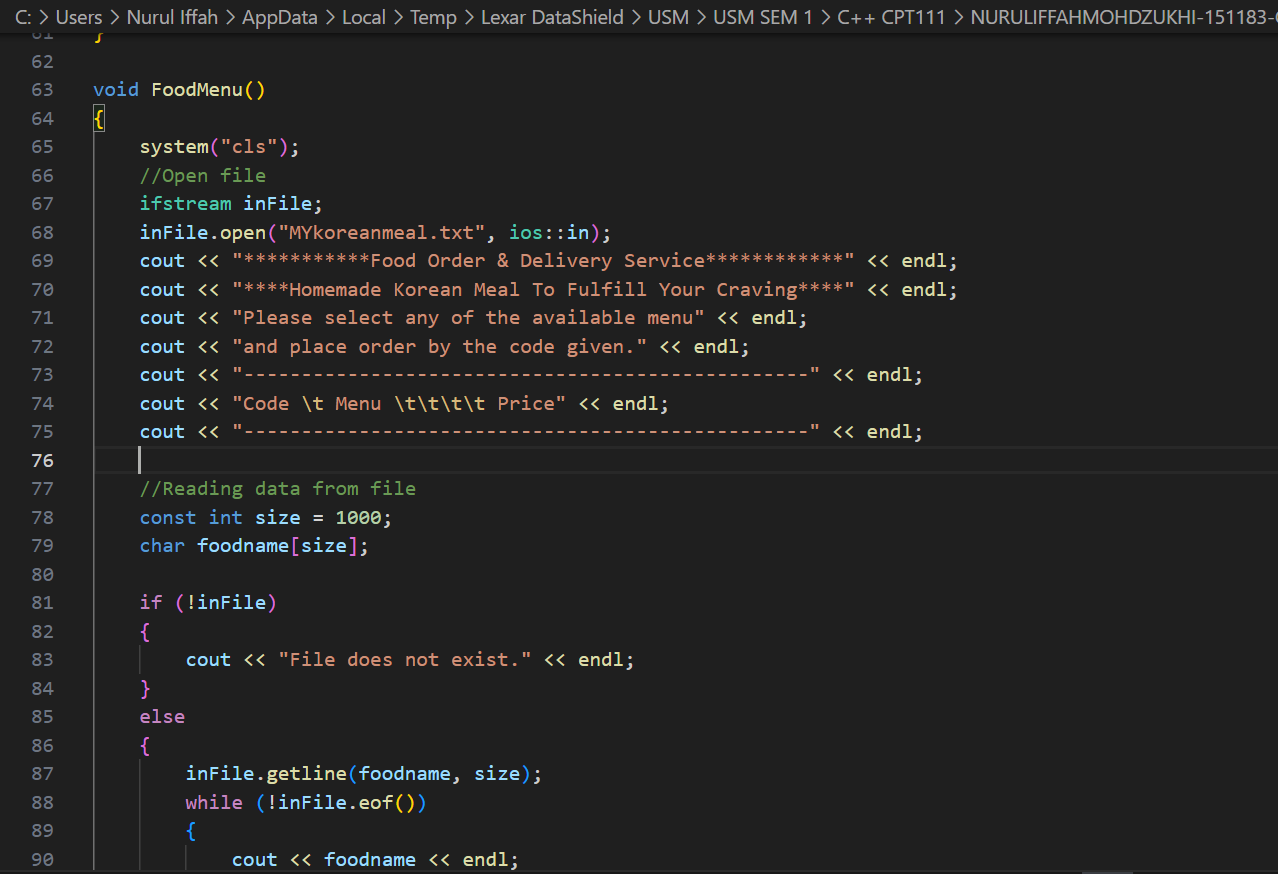 C: > Users > Nurul Iffah > AppData > Local > Temp > Lexar DataShield > USM > USM SEM 1 > C++ CPT111 > NURULIFFAHMOHDZUKHI-151183-
61 }
62
63 void FoodMenu()
64 {
65 system("cls");
66 //Open file
67 ifstream inFile;
68 inFile.open("MYkoreanmeal.txt", ios::in);
69 cout << "***********Food Order & Delivery Service************" << endl;
70 cout << "****Homemade Korean Meal To Fulfill Your Craving****" << endl;
71 cout << "Please select any of the available menu" << endl;
72 cout << "and place order by the code given." << endl;
73 cout << "-------------------------------------------------" << endl;
74 cout << "Code \t Menu \t\t\t\t Price" << endl;
75 cout << "-------------------------------------------------" << endl;
76
77 //Reading data from file
78 const int size = 1000;
79 char foodname[size];
80
81 if (!inFile)
82 {
83 cout << "File does not exist." << endl;
84 }
85 else
86 {
87 inFile.getline(foodname, size);
88 while (!inFile.eof())
89 {
90 cout << foodname << endl;